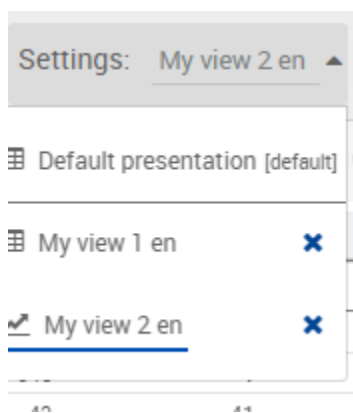 Settings: My view 2 en
Default presentation [default]
My view 1 en
My view 2 en